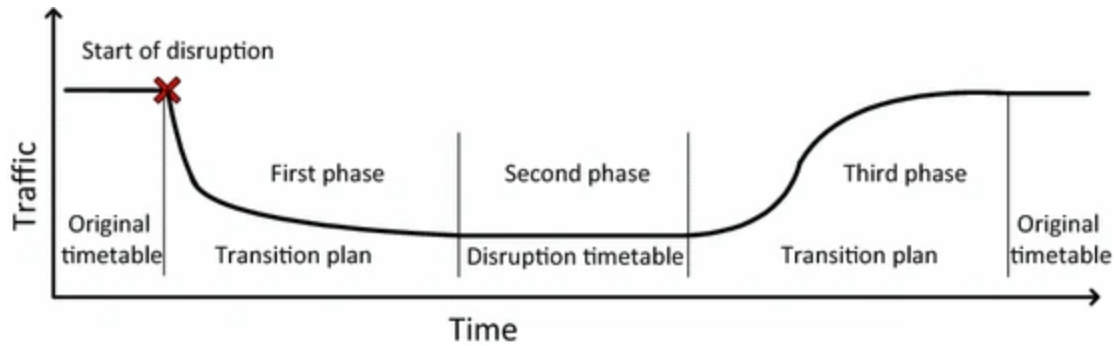 Start of disruption
Traffic
First phase
Second phase
Third phase
Original
timetable
Transition plan
Disruption timetable
Transition plan
Original
timetable
Time